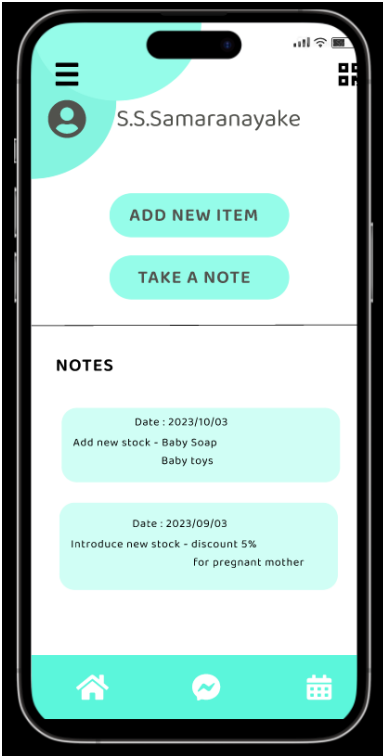 S.S.Samaranayake
ADD NEW ITEM
TAKE A NOTE
NOTES
Date : 2023/10/03
Add new stock - Baby Soap
Baby toys
Date : 2023/09/03
Introduce new stock - discount 5%
for pregnant mother